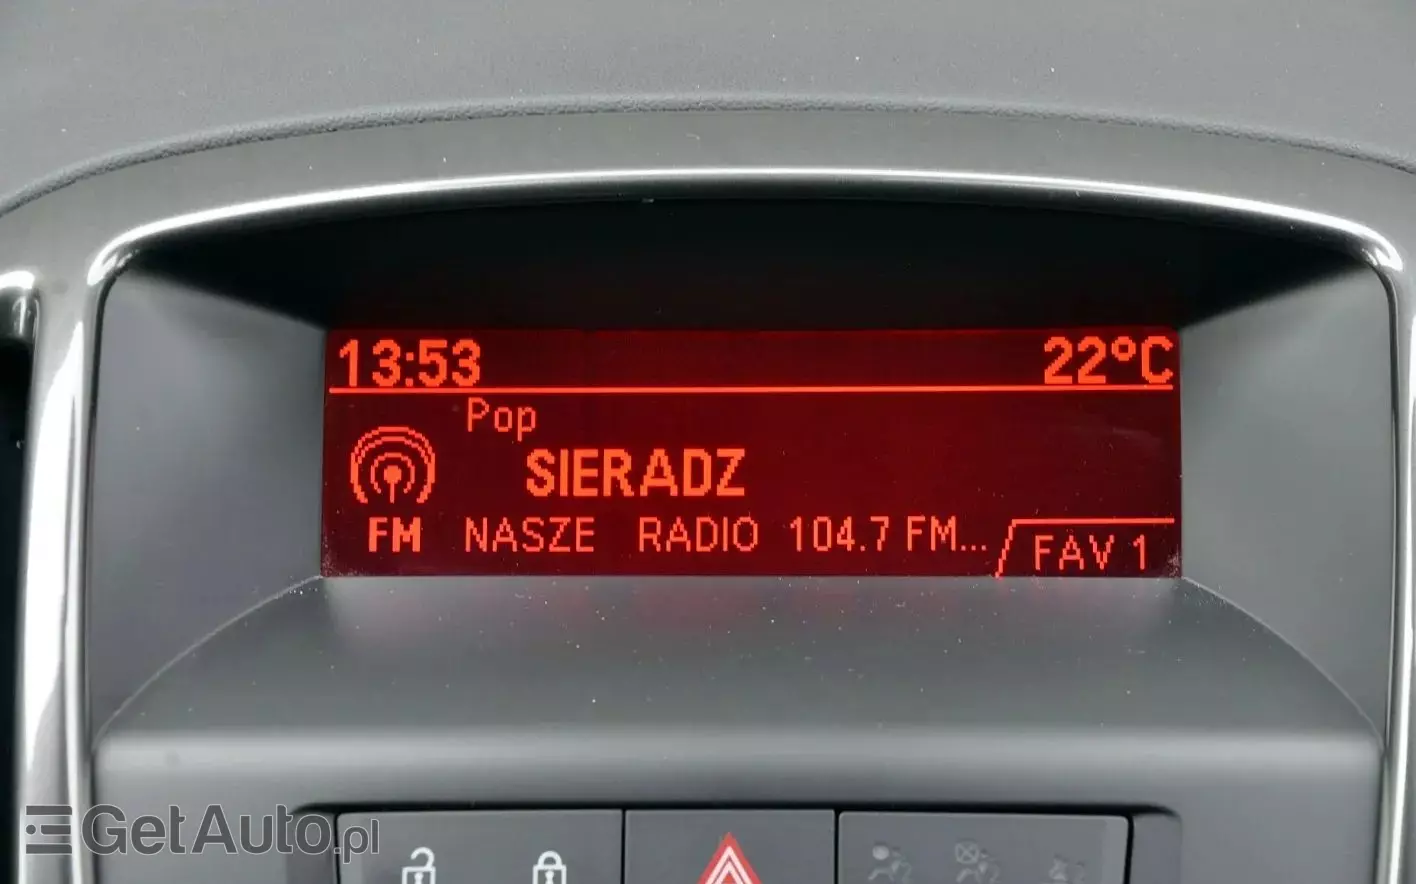 13:53 22°C
Pop
SIERADZ
FM NASZE RADIO 104.7 FM...
FAV 1
GetAuto.pl